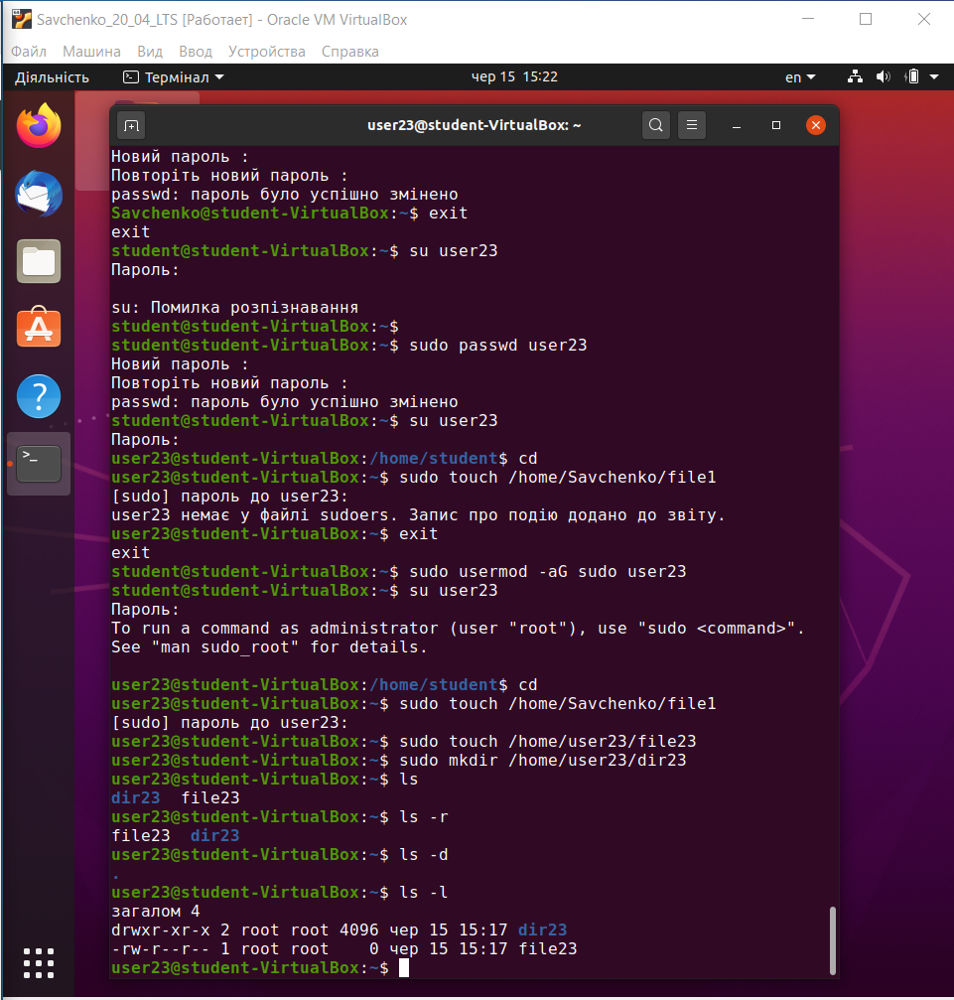 Savchenko_20_04_LTS [Работает] - Oracle VM VirtualBox
Файл Машина Вид Ввод Устройства Справка
Діяльність Термінал чер 15 15:22 en
user23@student-VirtualBox: ~
Новий пароль :
Повторіть новий пароль :
passwd: пароль було успішно змінено
Savchenko@student-VirtualBox:~$ exit
exit
student@student-VirtualBox:~$ su user23
Пароль:
su: Помилка розпізнавання
student@student-VirtualBox:~$
student@student-VirtualBox:~$ sudo passwd user23
Новий пароль :
Повторіть новий пароль :
passwd: пароль було успішно змінено
student@student-VirtualBox:~$ su user23
Пароль:
user23@student-VirtualBox:/home/student$ cd
user23@student-VirtualBox:~$ sudo touch /home/Savchenko/file1
[sudo] пароль до user23:
user23 немає у файлі sudoers. Запис про подію додано до звіту.
user23@student-VirtualBox:~$ exit
exit
student@student-VirtualBox:~$ sudo usermod -aG sudo user23
student@student-VirtualBox:~$ su user23
Пароль:
To run a command as administrator (user "root"), use "sudo <command>".
See "man sudo_root" for details.
user23@student-VirtualBox:/home/student$ cd
user23@student-VirtualBox:~$ sudo touch /home/Savchenko/file1
[sudo] пароль до user23:
user23@student-VirtualBox:~$ sudo touch /home/user23/file23
user23@student-VirtualBox:~$ sudo mkdir /home/user23/dir23
user23@student-VirtualBox:~$ ls
dir23 file23
user23@student-VirtualBox:~$ ls -r
file23 dir23
user23@student-VirtualBox:~$ ls -d
.
user23@student-VirtualBox:~$ ls -l
загалом 4
drwxr-xr-x 2 root root 4096 чер 15 15:17 dir23
-rw-r--r-- 1 root root 0 чер 15 15:17 file23
user23@student-VirtualBox:~$